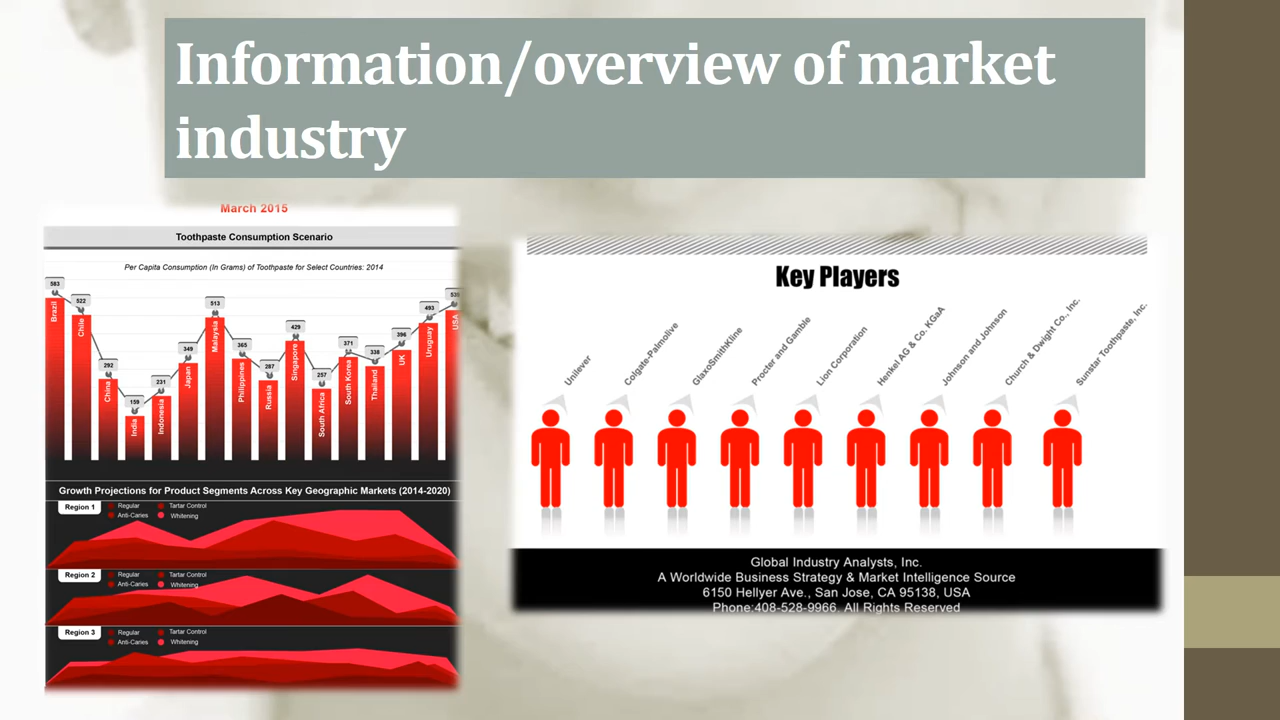 Information/overview of market
industry
March 2015
Toothpaste Consumption Scenario
Per Capita Consumption (In Grams) of Toothpaste for Select Countries: 2014
583
522
292
159
231
349
513
365
287
429
257
371
338
396
493
Brazil
Chile
China
India
Indonesia
Japan
Malaysia
Philippines
Russia
Singapore
South Africa
South Korea
Thailand
UK
Uruguay
USA
Growth Projections for Product Segments Across Key Geographic Markets (2014-2020)
Region 1
Regular
Tartar Control
Anti-Caries
Whitening
Region 2
Regular
Tartar Control
Anti-Caries
Whitening
Region 3
Regular
Tartar Control
Anti-Caries
Whitening
Key Players
Unilever
Colgate-Palmolive
GlaxoSmithKline
Procter and Gamble
Lion Corporation
Henkel AG & Co. KGaA
Johnson and Johnson
Church & Dwight Co., Inc.
Sunstar Toothpaste, Inc.
Global Industry Analysts, Inc.
A Worldwide Business Strategy & Market Intelligence Source
6150 Hellyer Ave., San Jose, CA 95138, USA
Phone:408-528-9966. All Rights Reserved